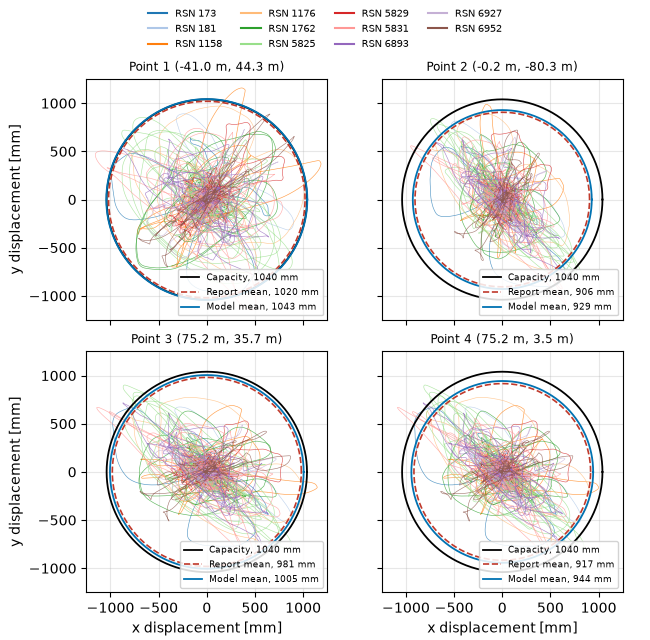 RSN 173 RSN 1176 RSN 5829 RSN 6927
RSN 181 RSN 1762 RSN 5831 RSN 6952
RSN 1158 RSN 5825 RSN 6893
Point 1 (-41.0 m, 44.3 m)
1000
500
0
−500
−1000
y displacement [mm]
Capacity, 1040 mm
Report mean, 1020 mm
Model mean, 1043 mm
Point 2 (-0.2 m, -80.3 m)
Capacity, 1040 mm
Report mean, 906 mm
Model mean, 929 mm
Point 3 (75.2 m, 35.7 m)
1000
500
0
−500
−1000
y displacement [mm]
Capacity, 1040 mm
Report mean, 981 mm
Model mean, 1005 mm
−1000 −500 0 500 1000
x displacement [mm]
Point 4 (75.2 m, 3.5 m)
Capacity, 1040 mm
Report mean, 917 mm
Model mean, 944 mm
−1000 −500 0 500 1000
x displacement [mm]